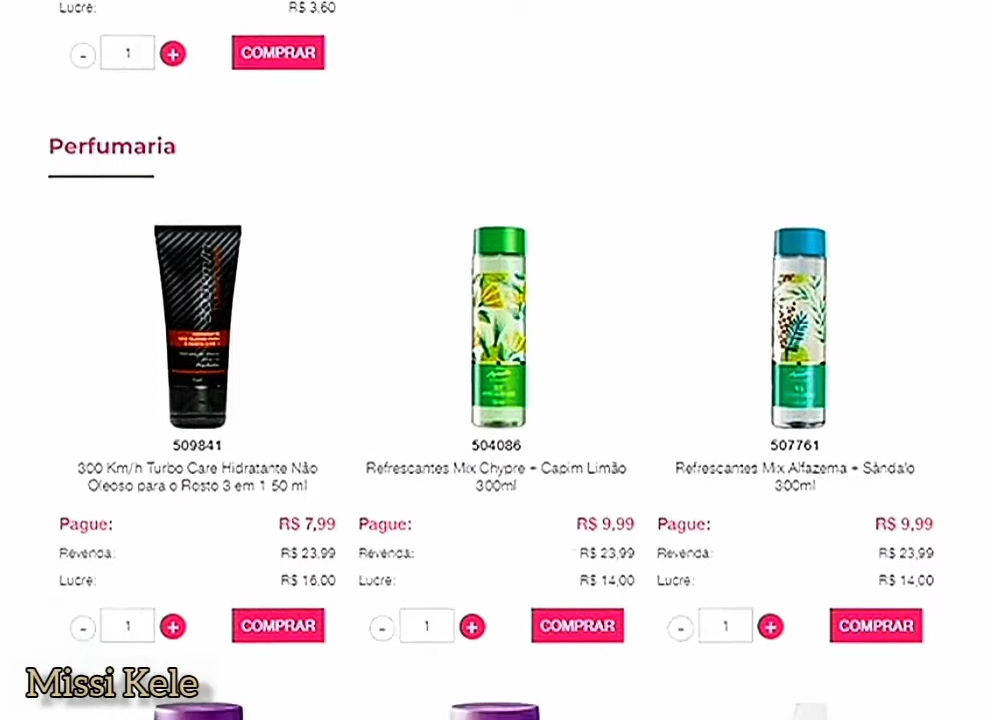 Lucre: R$ 3,60
- 1 + COMPRAR
Perfumaria
509841
300 Km/h Turbo Care Hidratante Não
Oleoso para o Rosto 3 em 1 50 ml
Pague: R$ 7,99
Revenda: R$ 23,99
Lucre: R$ 16,00
- 1 + COMPRAR
504086
Refrescantes Mix Chypre + Capim Limão
300ml
Pague: R$ 9,99
Revenda: R$ 23,99
Lucre: R$ 14,00
- 1 + COMPRAR
507761
Refrescantes Mix Alfazema + Sândalo
300ml
Pague: R$ 9,99
Revenda: R$ 23,99
Lucre: R$ 14,00
- 1 + COMPRAR
Missi Kele